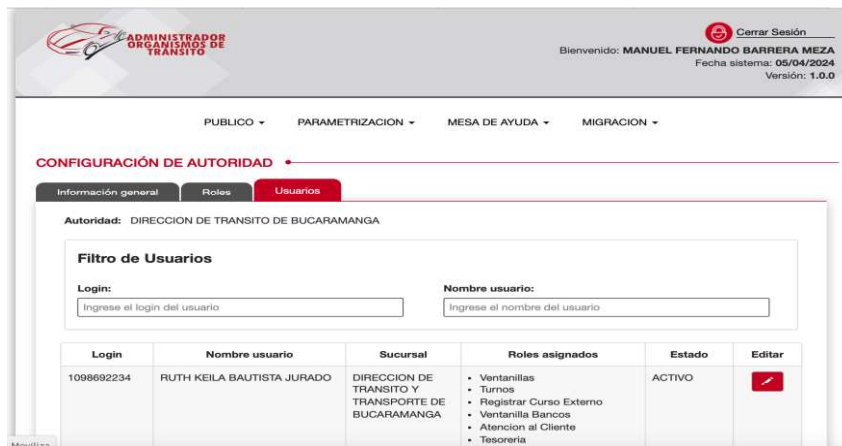 ADMINISTRADOR
ORGANISMOS DE
TRANSITO
Cerrar Sesión
Bienvenido: MANUEL FERNANDO BARRERA MEZA
Fecha sistema: 05/04/2024
Versión: 1.0.0
PUBLICO PARAMETRIZACION MESA DE AYUDA MIGRACION
CONFIGURACIÓN DE AUTORIDAD
Información general Roles Usuarios
Autoridad: DIRECCION DE TRANSITO DE BUCARAMANGA
Filtro de Usuarios
Login: Nombre usuario:
Ingrese el login del usuario Ingrese el nombre del usuario
Login Nombre usuario Sucursal Roles asignados Estado Editar
1098692234 RUTH KEILA BAUTISTA JURADO DIRECCION DE • Ventanillas ACTIVO
TRANSITO Y • Turnos
TRANSPORTE DE • Registrar Curso Externo
BUCARAMANGA • Ventanilla Bancos
• Atencion al Cliente
• Tesoreria